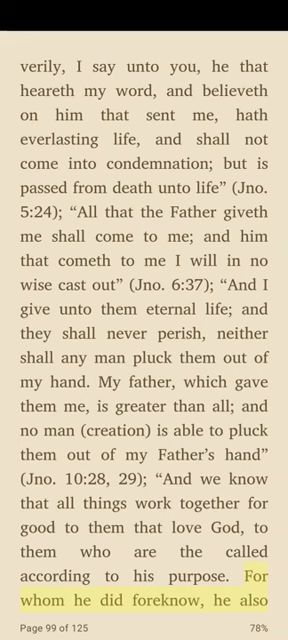 verily, I say unto you, he that
heareth my word, and believeth
on him that sent me, hath
everlasting life, and shall not
come into condemnation; but is
passed from death unto life” (Jno.
5:24); “All that the Father giveth
me shall come to me; and him
that cometh to me I will in no
wise cast out” (Jno. 6:37); “And I
give unto them eternal life; and
they shall never perish, neither
shall any man pluck them out of
my hand. My father, which gave
them me, is greater than all; and
no man (creation) is able to pluck
them out of my Father’s hand”
(Jno. 10:28, 29); “And we know
that all things work together for
good to them that love God, to
them who are the called
according to his purpose. For
whom he did foreknow, he also
Page 99 of 125 78%